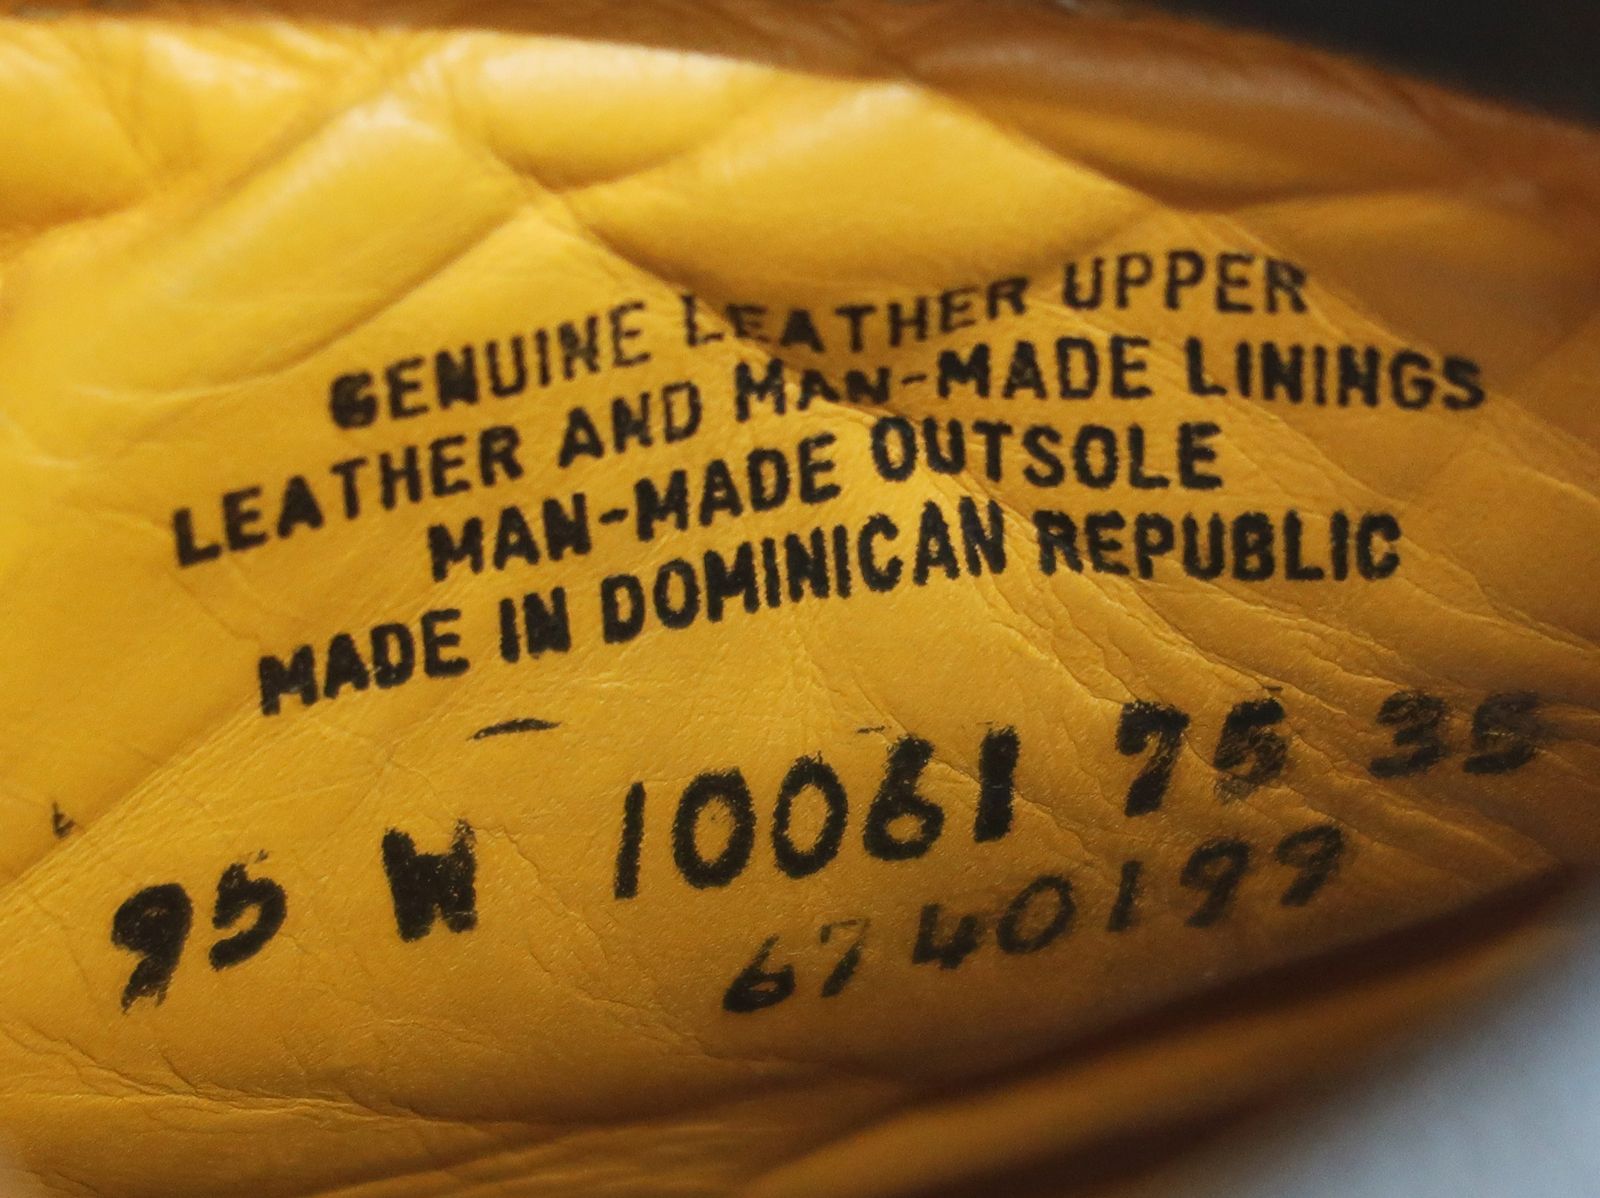 GENUINE LEATHER UPPER
LEATHER AND MAN-MADE LININGS
MAN-MADE OUTSOLE
MADE IN DOMINICAN REPUBLIC
95 W 10061 75 35
6740199